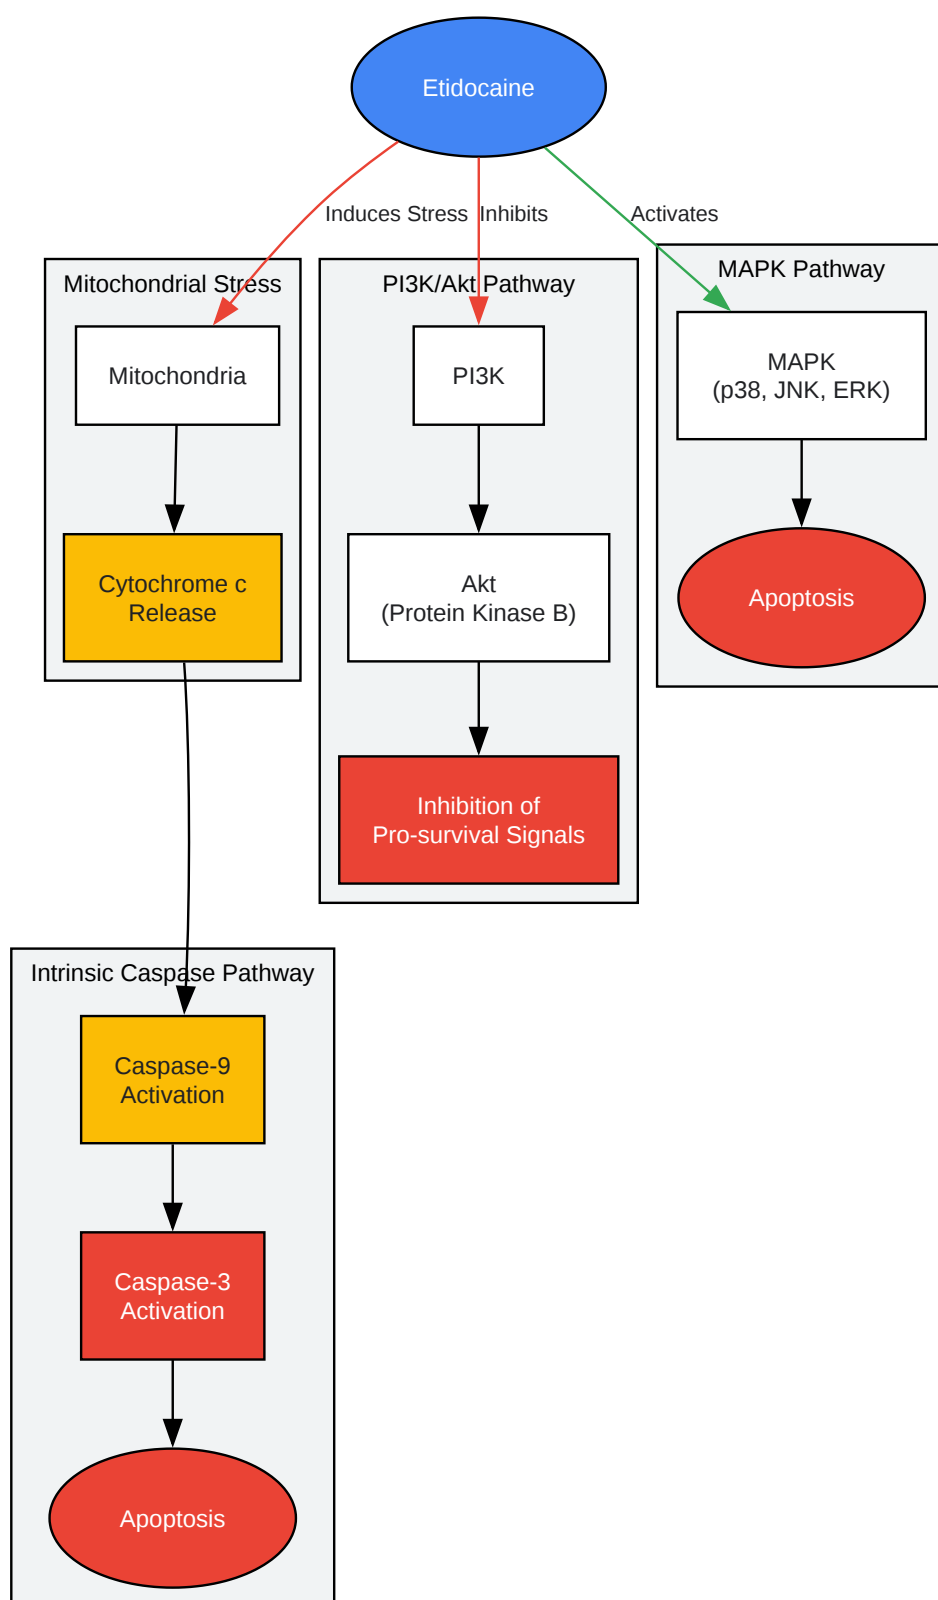 Etidocaine
Induces Stress
Inhibits
Activates
Mitochondrial Stress
Mitochondria
Cytochrome c
Release
PI3K/Akt Pathway
PI3K
Akt
(Protein Kinase B)
Inhibition of
Pro-survival Signals
MAPK Pathway
MAPK
(p38, JNK, ERK)
Apoptosis
Intrinsic Caspase Pathway
Caspase-9
Activation
Caspase-3
Activation
Apoptosis